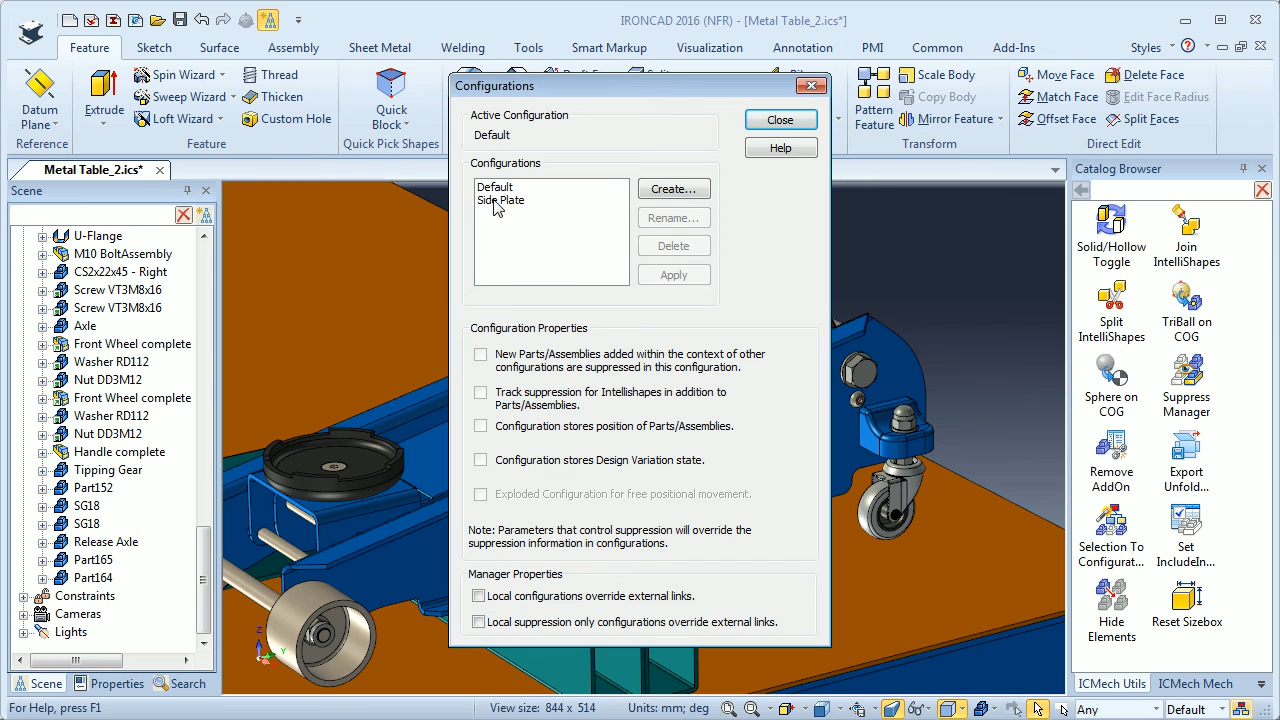 IRONCAD 2016 (NFR) - [Metal Table_2.ics*]
Feature Sketch Surface Assembly Sheet Metal Welding Tools Smart Markup Visualization Annotation PMI Common Add-Ins Styles
Datum Plane
Extrude
Spin Wizard
Sweep Wizard
Loft Wizard
Thread
Thicken
Custom Hole
Quick Block
Pattern Feature
Scale Body
Copy Body
Mirror Feature
Move Face
Match Face
Offset Face
Delete Face
Edit Face Radius
Split Faces
Reference Feature Quick Pick Shapes Transform Direct Edit
Metal Table_2.ics*
Scene
U-Flange
M10 BoltAssembly
CS2x22x45 - Right
Screw VT3M8x16
Screw VT3M8x16
Axle
Front Wheel complete
Washer RD112
Nut DD3M12
Front Wheel complete
Washer RD112
Nut DD3M12
Handle complete
Tipping Gear
Part152
SG18
SG18
Release Axle
Part165
Part164
Constraints
Cameras
Lights
Scene Properties Search
Configurations
Active Configuration
Default
Close
Help
Configurations
Default
Side Plate
Create...
Rename...
Delete
Apply
Configuration Properties
New Parts/Assemblies added within the context of other
configurations are suppressed in this configuration.
Track suppression for Intellishapes in addition to
Parts/Assemblies.
Configuration stores position of Parts/Assemblies.
Configuration stores Design Variation state.
Exploded Configuration for free positional movement.
Note: Parameters that control suppression will override the
suppression information in configurations.
Manager Properties
Local configurations override external links.
Local suppression only configurations override external links.
Z
Y
Catalog Browser
Solid/Hollow Toggle
Join IntelliShapes
Split IntelliShapes
TriBall on COG
Sphere on COG
Suppress Manager
Remove AddOn
Export Unfold...
Selection To Configurat...
Set IncludeIn...
Hide Elements
Reset Sizebox
ICMech Utils ICMech Mech
For Help, press F1
View size: 844 x 514
Units: mm; deg
Any
Default